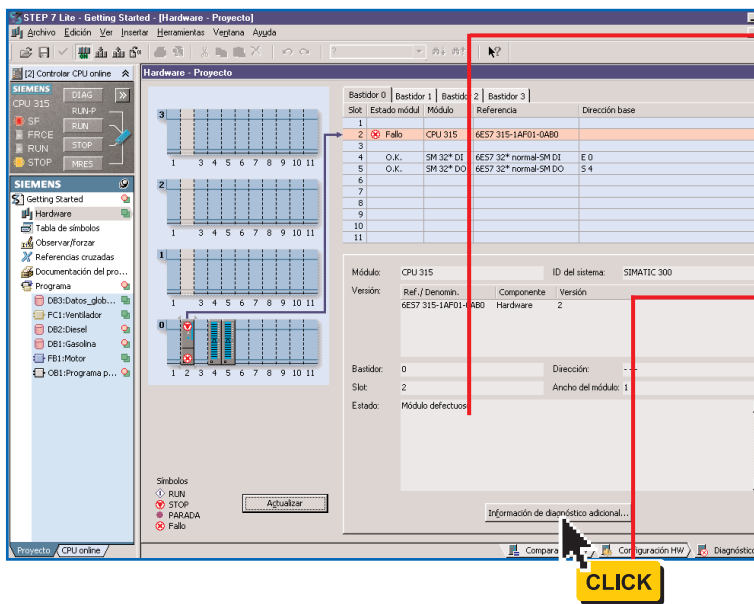 STEP 7 Lite - Getting Started - [Hardware - Proyecto]
Archivo Edición Ver Insertar Herramientas Ventana Ayuda
[2] Controlar CPU online
SIEMENS
CPU 315
SF
FRCE
RUN
STOP
DIAG
RUN-P
RUN
STOP
MRES
SIEMENS
Getting Started
Hardware
Tabla de símbolos
Observar/forzar
Referencias cruzadas
Documentación del pro...
Programa
DB3:Datos_glob...
FC1:Ventilador
DB2:Diesel
DB1:Gasolina
FB1:Motor
OB1:Programa p...
Proyecto CPU online
Hardware - Proyecto
3
1 3 4 5 6 7 8 9 10 11
2
1 3 4 5 6 7 8 9 10 11
1
1 3 4 5 6 7 8 9 10 11
0
1 2 3 4 5 6 7 8 9 10 11
Símbolos
RUN
STOP
PARADA
Fallo
Actualizar
Bastidor 0 Bastidor 1 Bastidor 2 Bastidor 3
Slot Estado módul Módulo Referencia Dirección base
1
2 Fallo CPU 315 6ES7 315-1AF01-0AB0
3
4 O.K. SM 32* DI 6ES7 32* normal-SM DI E 0
5 O.K. SM 32* DO 6ES7 32* normal-SM DO S 4
6
7
8
9
10
11
Módulo: CPU 315 ID del sistema: SIMATIC 300
Versión: Ref./ Denomin. Componente Versión
6ES7 315-1AF01-0AB0 Hardware 2
Bastidor: 0 Dirección: ---
Slot: 2 Ancho del módulo: 1
Estado: Módulo defectuoso
Información de diagnóstico adicional...
Configuración HW Diagnóstico
CLICK